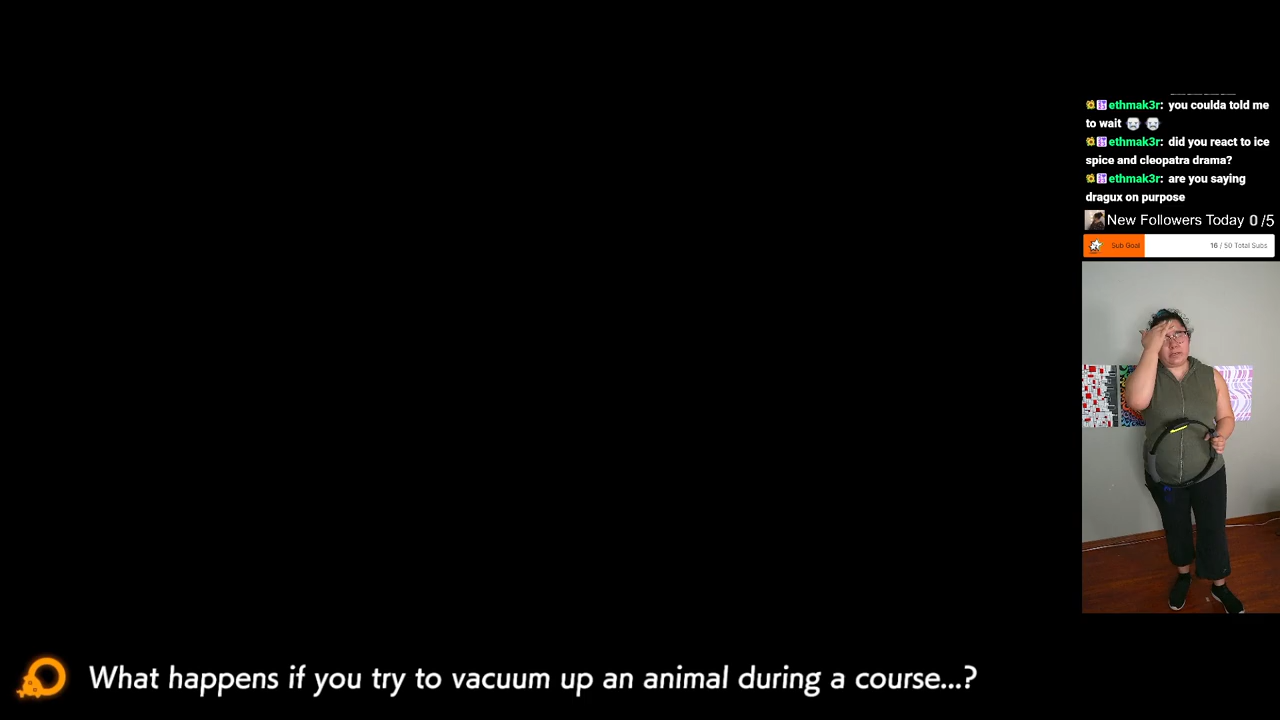 ethmak3r: you coulda told me
to wait
ethmak3r: did you react to ice
spice and cleopatra drama?
ethmak3r: are you saying
dragux on purpose
New Followers Today 0 /5
Sub Goal 16 / 50 Total Subs
What happens if you try to vacuum up an animal during a course...?